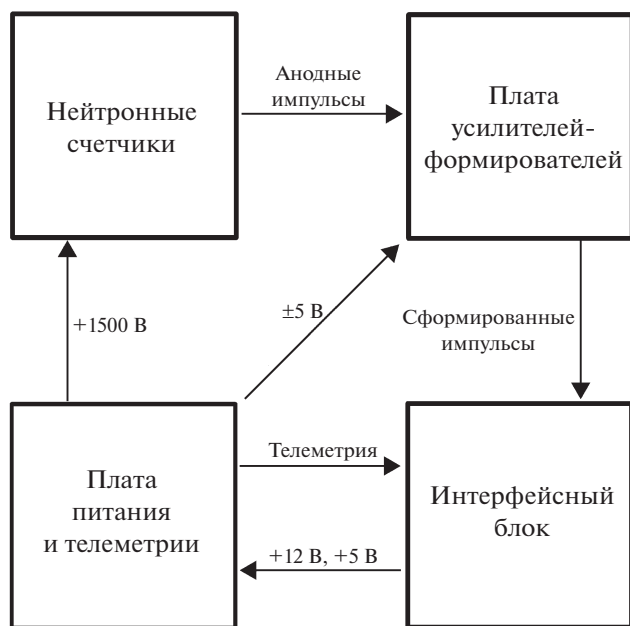 Нейтронные
счетчики
Анодные
импульсы
Плата
усилителей-
формирователей
+1500 В
±5 В
Сформированные
импульсы
Плата
питания
и телеметрии
Телеметрия
+12 В, +5 В
Интерфейсный
блок